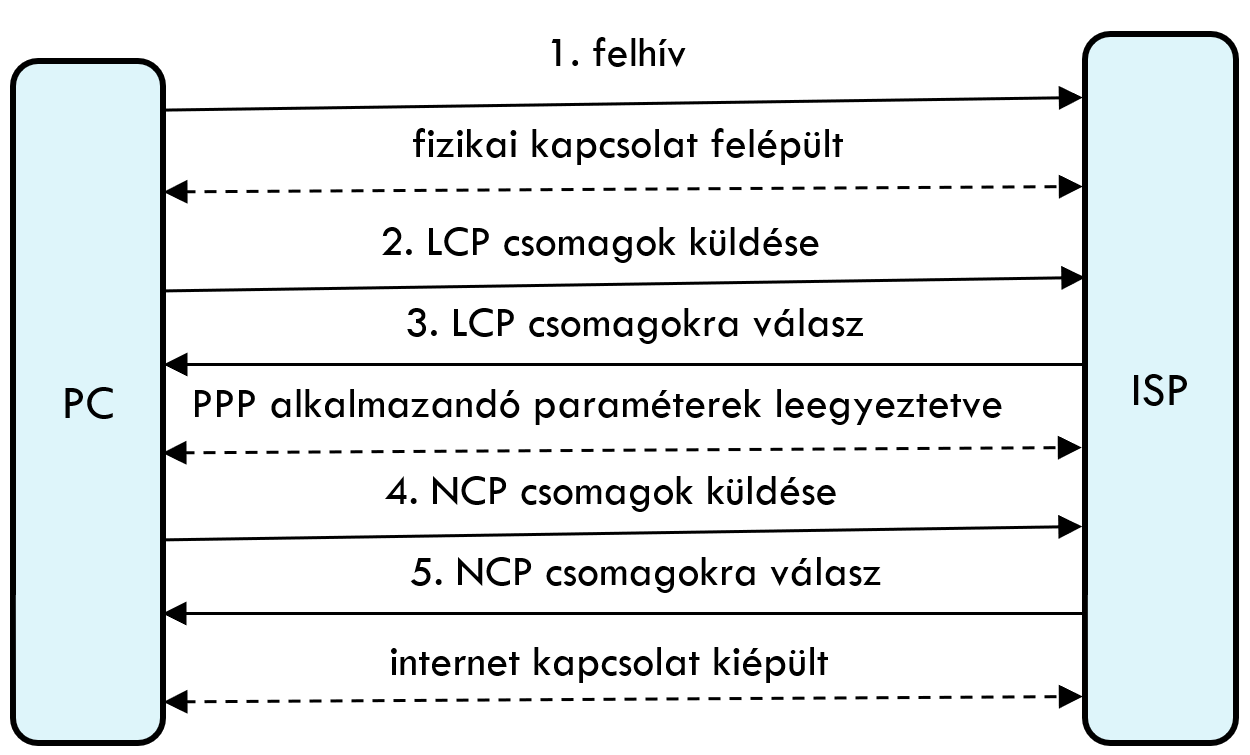 1. felhív
fizikai kapcsolat felépült
2. LCP csomagok küldése
3. LCP csomagokra válasz
PC
ISP
PPP alkalmazandó paraméterek leegyeztetve
4. NCP csomagok küldése
5. NCP csomagokra válasz
internet kapcsolat kiépült